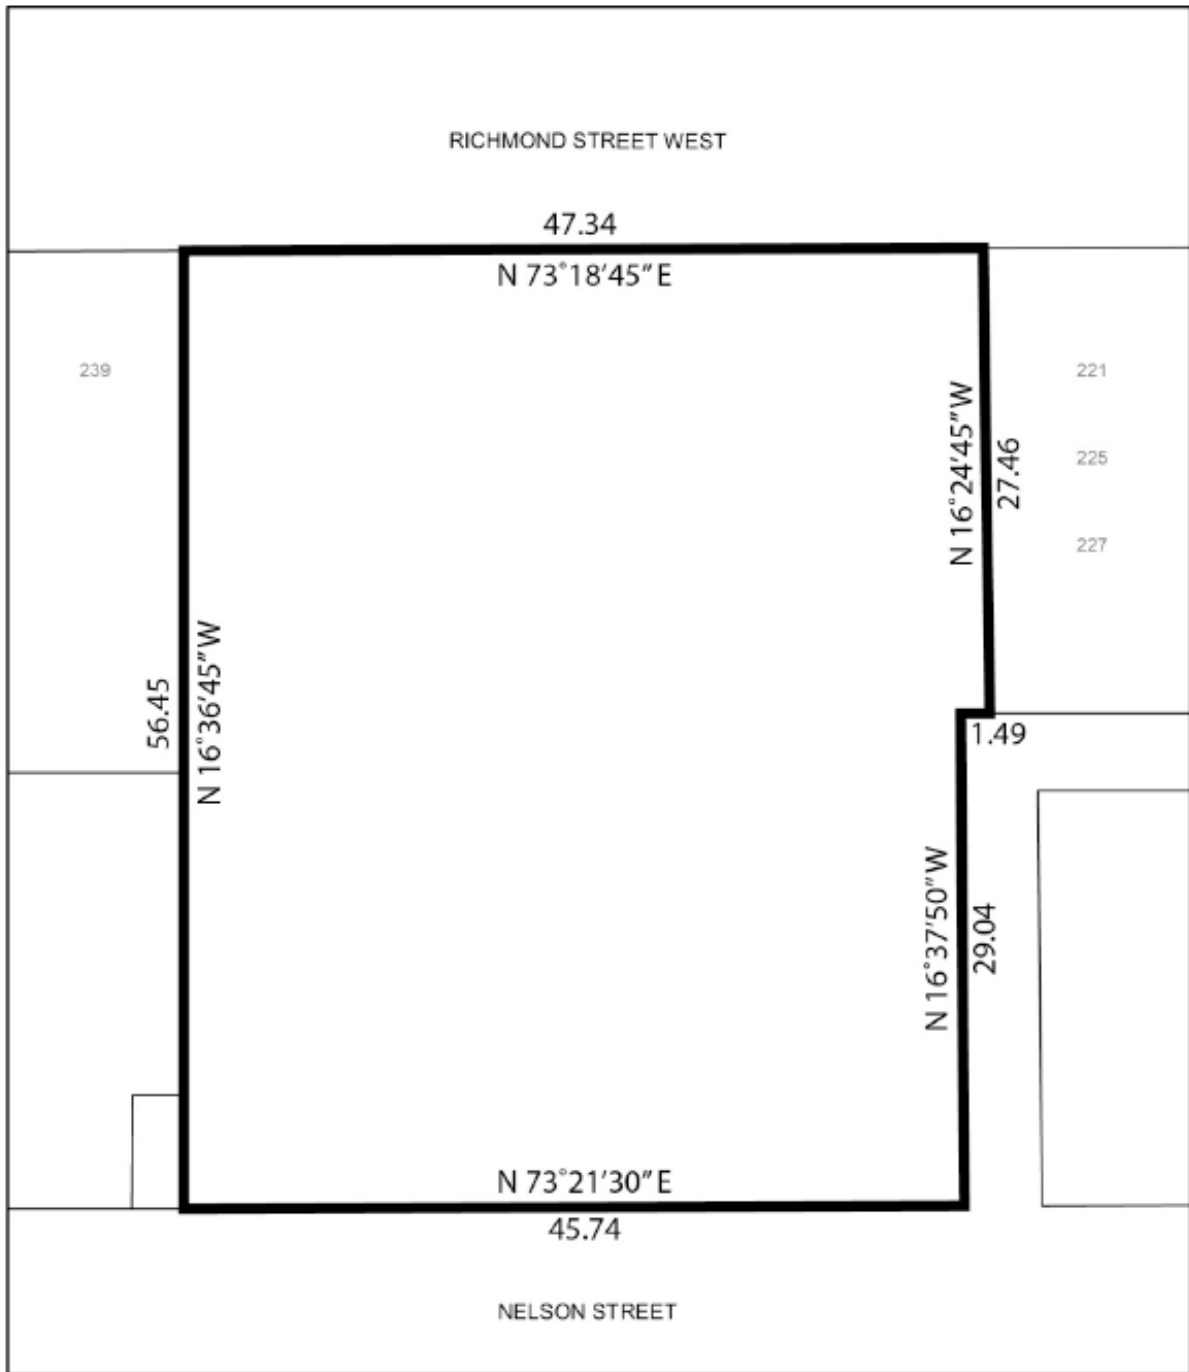 RICHMOND STREET WEST
47.34
N 73°18'45" E
239
221
225
227
N 16°24'45" W
27.46
56.45
N 16°36'45" W
1.49
N 16°37'50" W
29.04
N 73°21'30" E
45.74
NELSON STREET